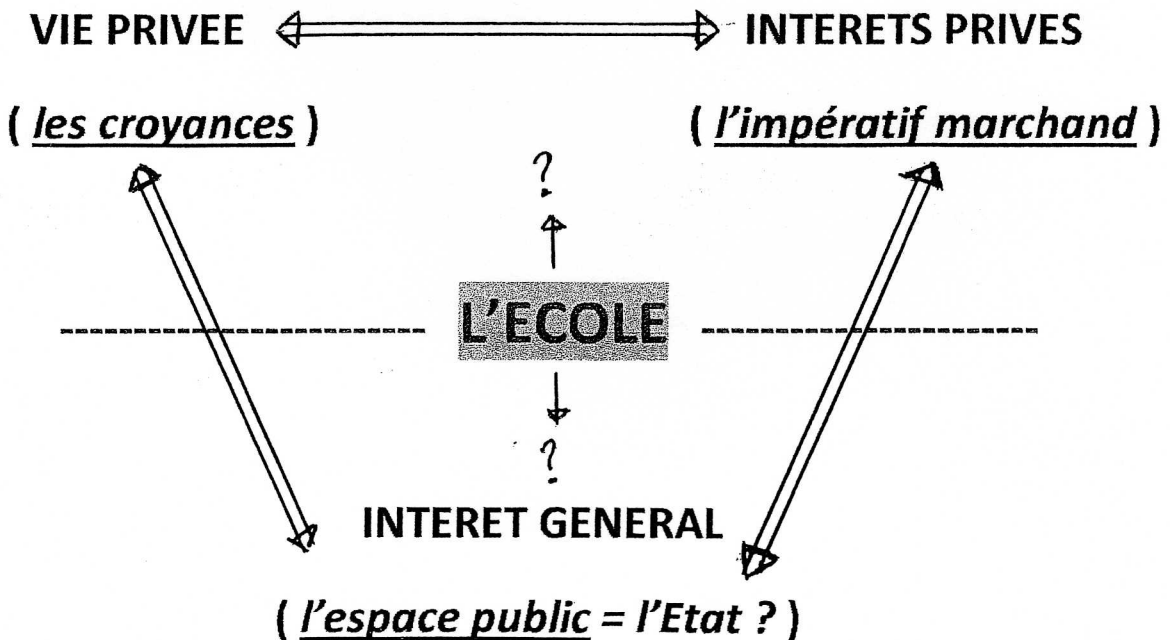 VIE PRIVEE
INTERETS PRIVES
( les croyances )
( l'impératif marchand )
?
L'ECOLE
?
INTERET GENERAL
( l'espace public = l'Etat ? )